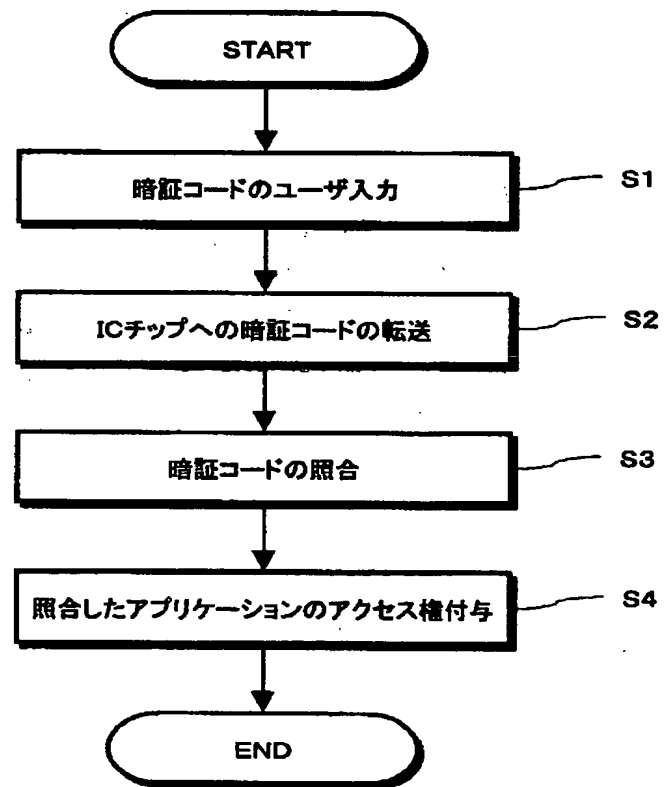 START
暗証コードのユーザ入力
S1
ICチップへの暗証コードの転送
S2
暗証コードの照合
S3
照合したアプリケーションのアクセス権付与
S4
END